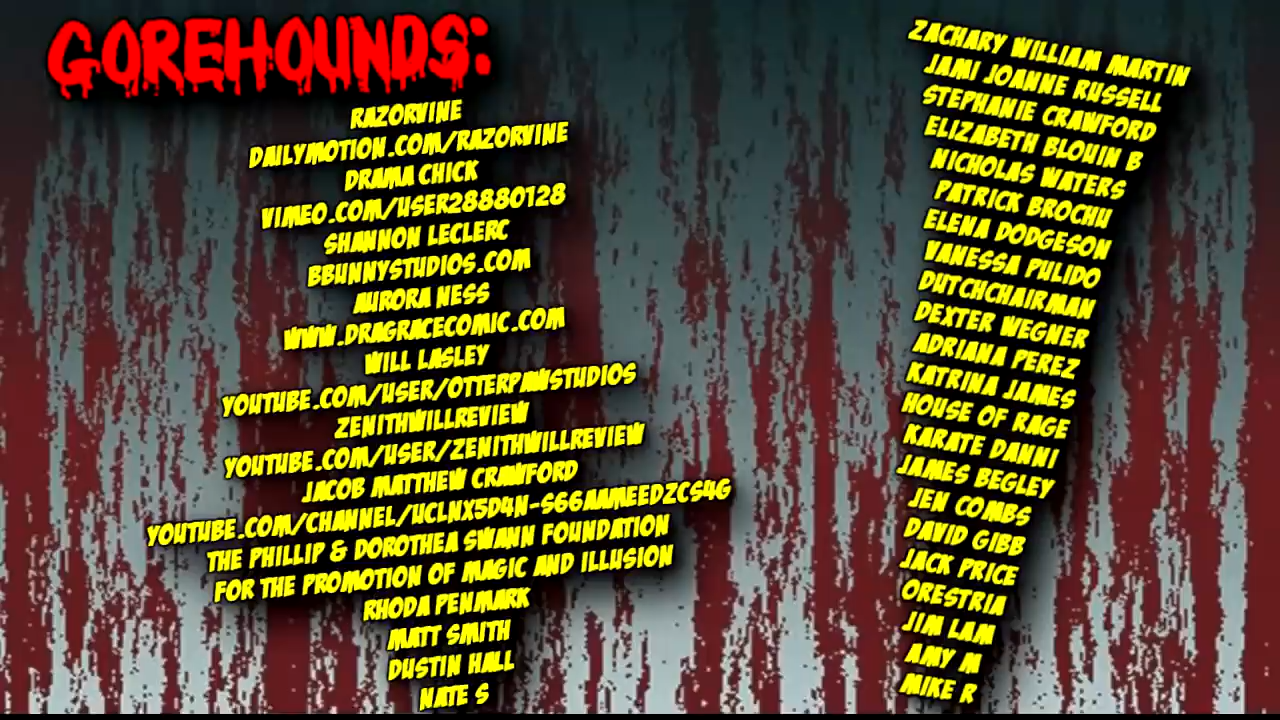 GOREHOUNDS:
RAZORVINE
DAILYMOTION.COM/RAZORVINE
DRAMA CHICK
VIMEO.COM/USER28880128
SHANNON LECLERC
BBUNNYSTUDIOS.COM
AURORA NESS
WWW.DRAGRACECOMIC.COM
WILL LASLEY
YOUTUBE.COM/USER/OTTERPAWSTUDIOS
ZENITHWILLREVIEW
YOUTUBE.COM/USER/ZENITHWILLREVIEW
JACOB MATTHEW CRAWFORD
YOUTUBE.COM/CHANNEL/UCLNX5D4N-S66AAMEEDZCS4G
THE PHILLIP & DOROTHEA SWANN FOUNDATION
FOR THE PROMOTION OF MAGIC AND ILLUSION
RHODA PENMARK
MATT SMITH
DUSTIN HALL
NATE S
ZACHARY WILLIAM MARTIN
JAMI JOANNE RUSSELL
STEPHANIE CRAWFORD
ELIZABETH BLOUIN B
NICHOLAS WATERS
PATRICK BROCHU
ELENA DODGESON
VANESSA PULIDO
DUTCHCHAIRMAN
DEXTER WEGNER
ADRIANA PEREZ
KATRINA JAMES
HOUSE OF RAGE
KARATE DANNI
JAMES BEGLEY
JEN COMBS
DAVID GIBB
JACK PRICE
ORESTRIA
JIM LAM
AMY M
MIKE R